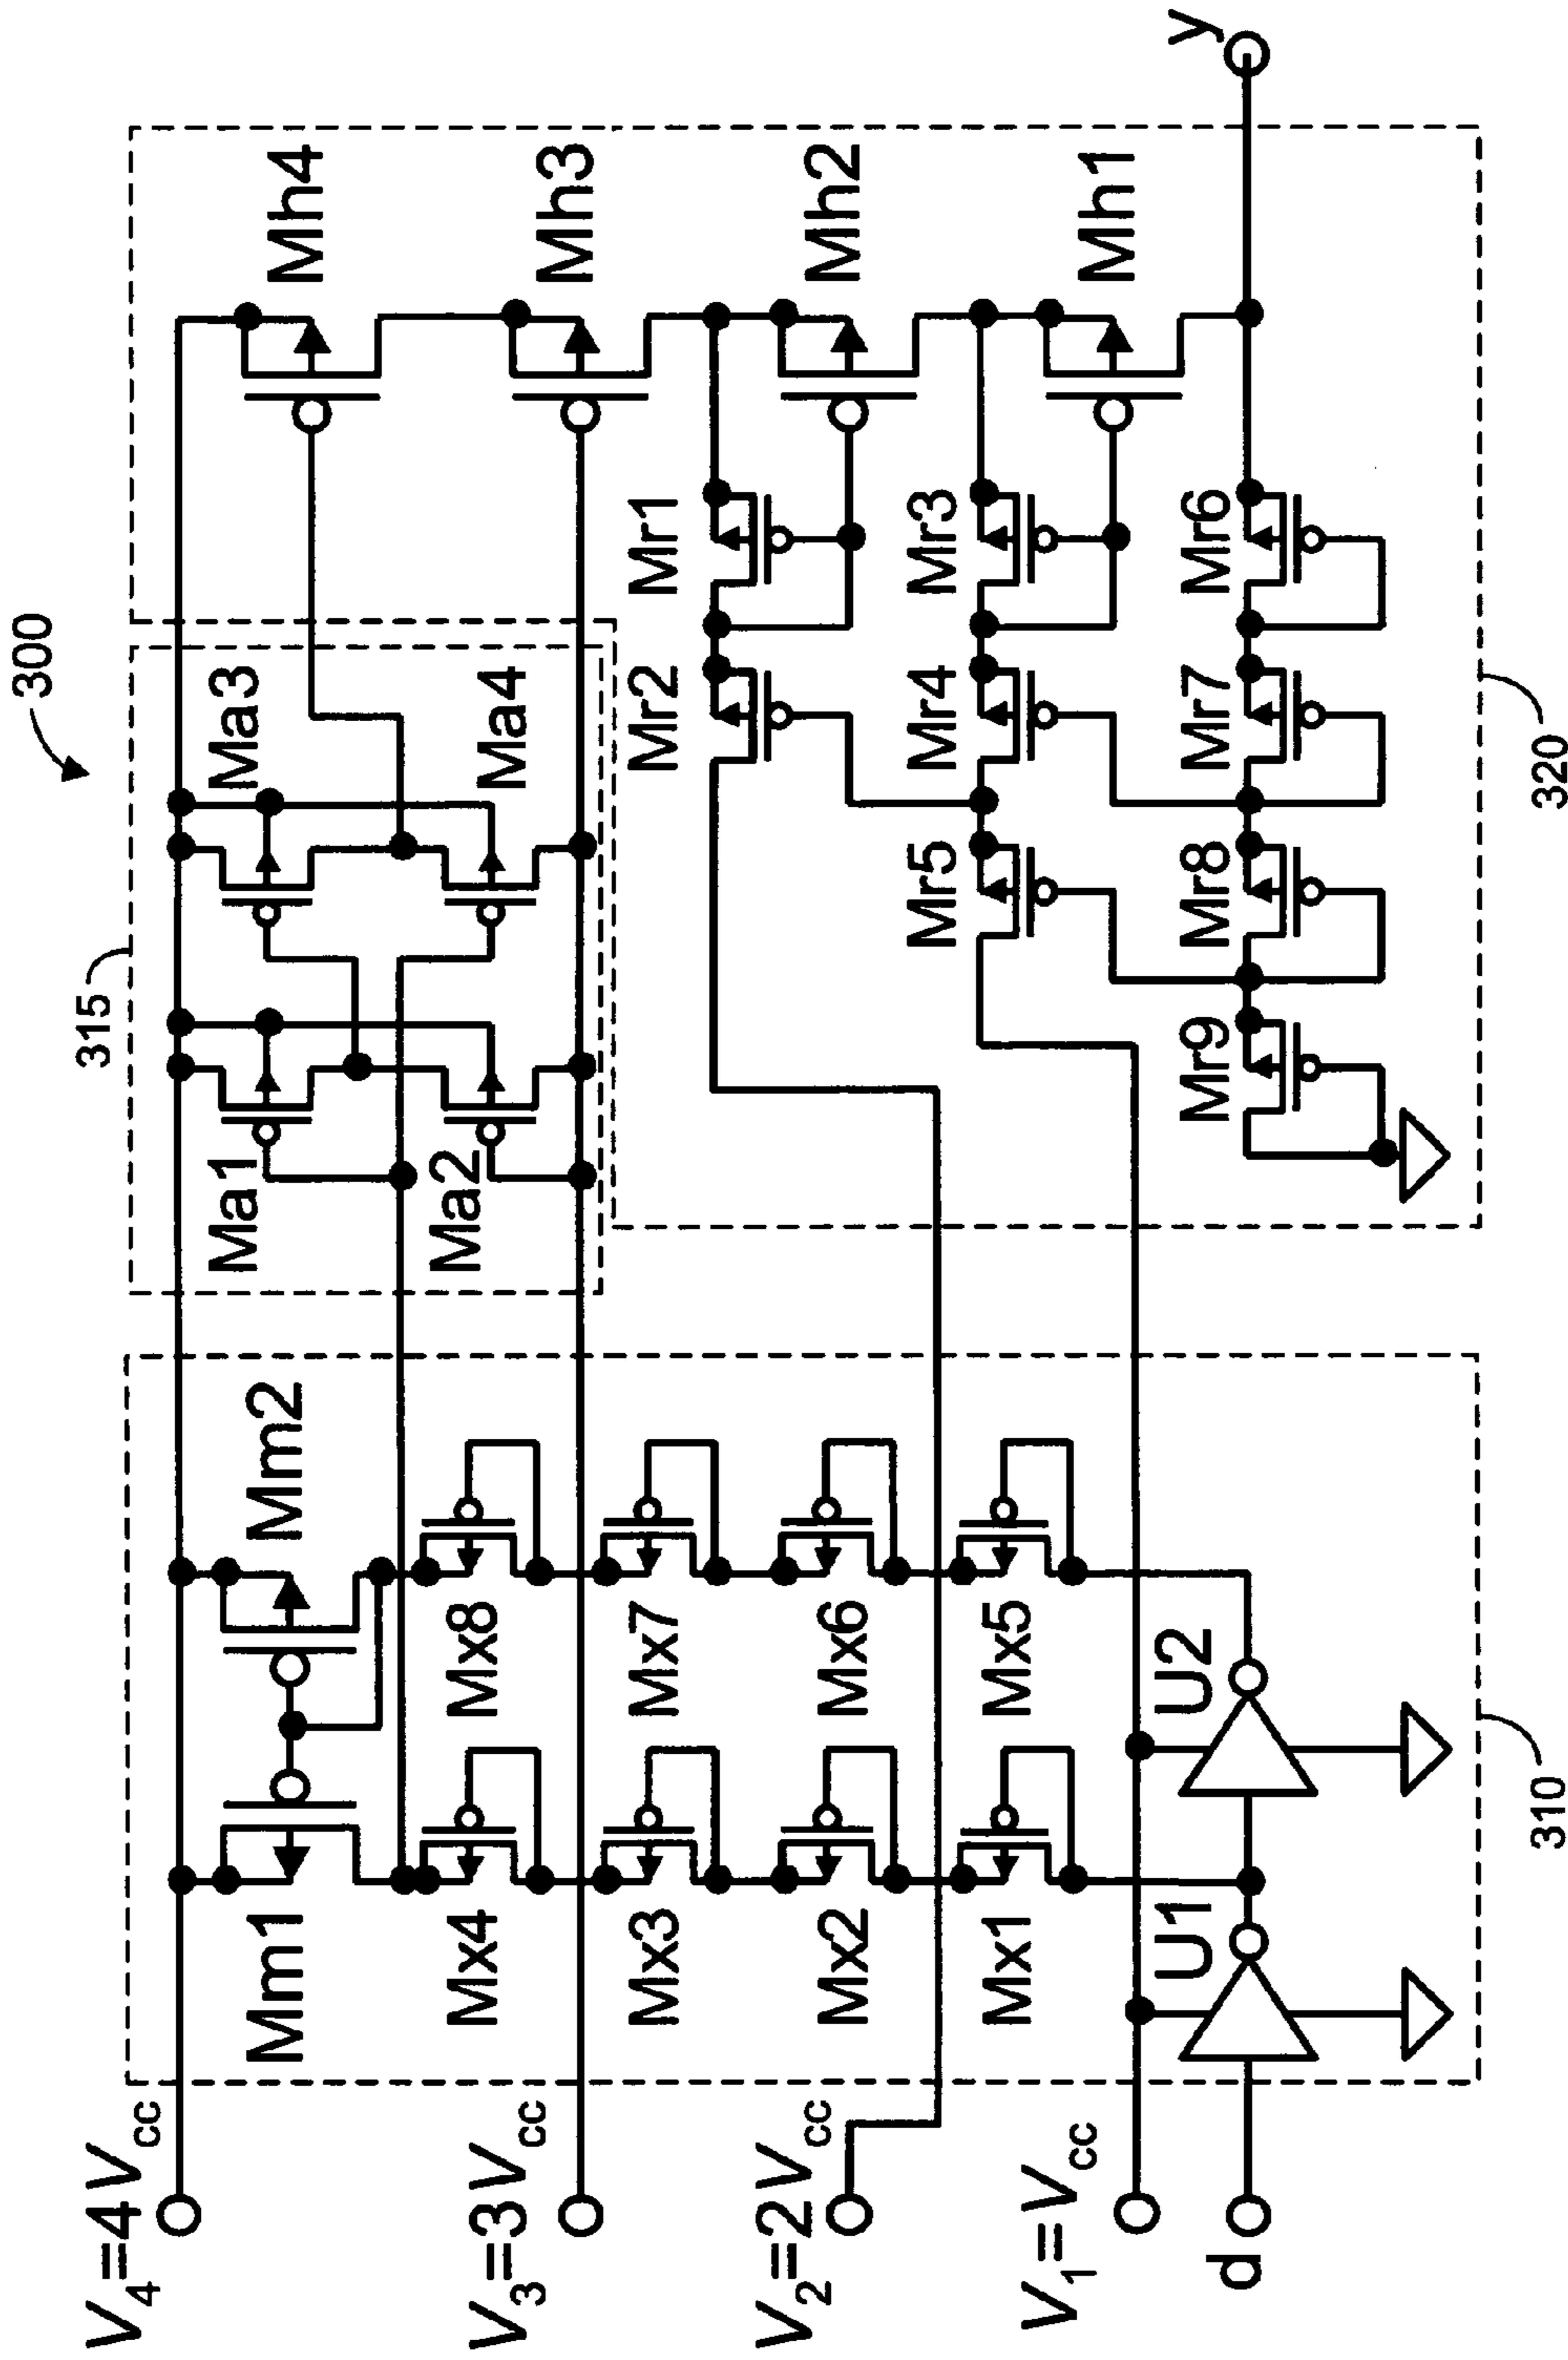 300
315
V4=4Vcc
V3=3Vcc
V2=2Vcc
V1=Vcc
d
Mm1
Mm2
Mx4
Mx8
Mx3
Mx7
Mx2
Mx6
Mx1
Mx5
U1
U2
310
Ma1
Ma3
Ma2
Ma4
Mh4
Mh3
Mr2
Mr1
Mh2
Mr5
Mr4
Mr3
Mh1
Mr9
Mr8
Mr7
Mr6
y
320